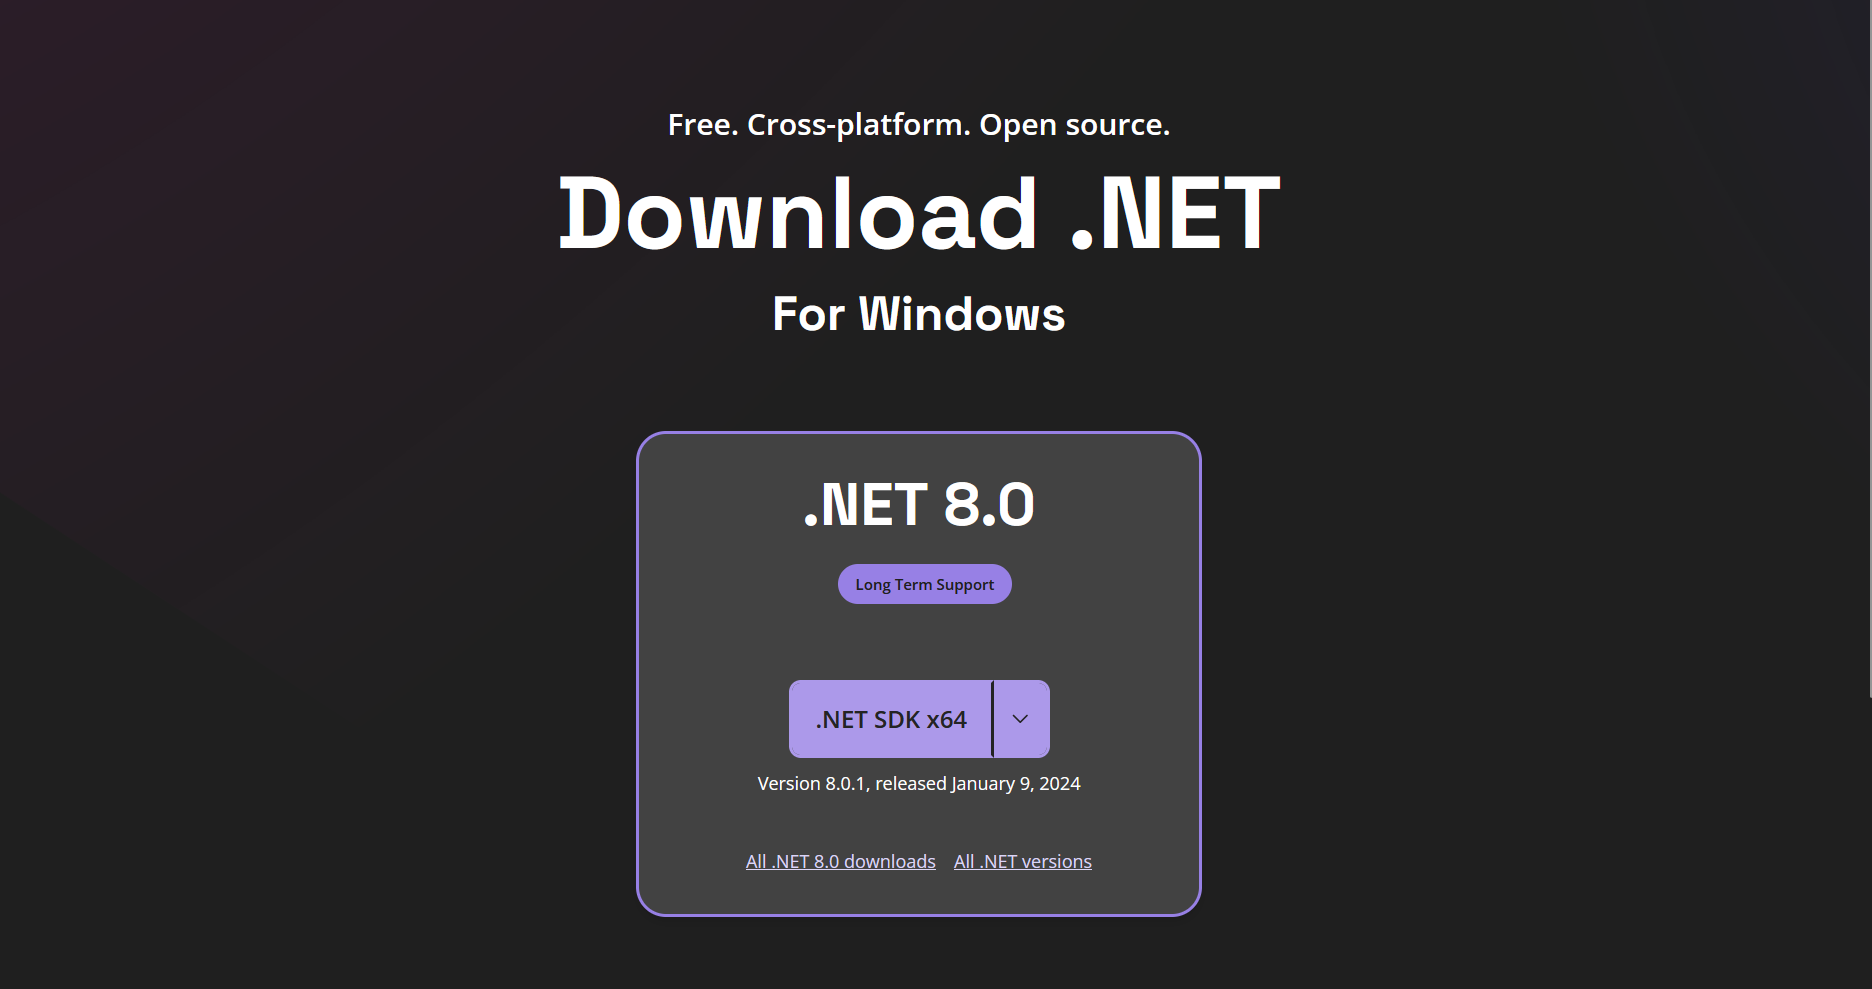 Free. Cross-platform. Open source.
Download .NET
For Windows
.NET 8.0
Long Term Support
.NET SDK x64
Version 8.0.1, released January 9, 2024
All .NET 8.0 downloads All .NET versions